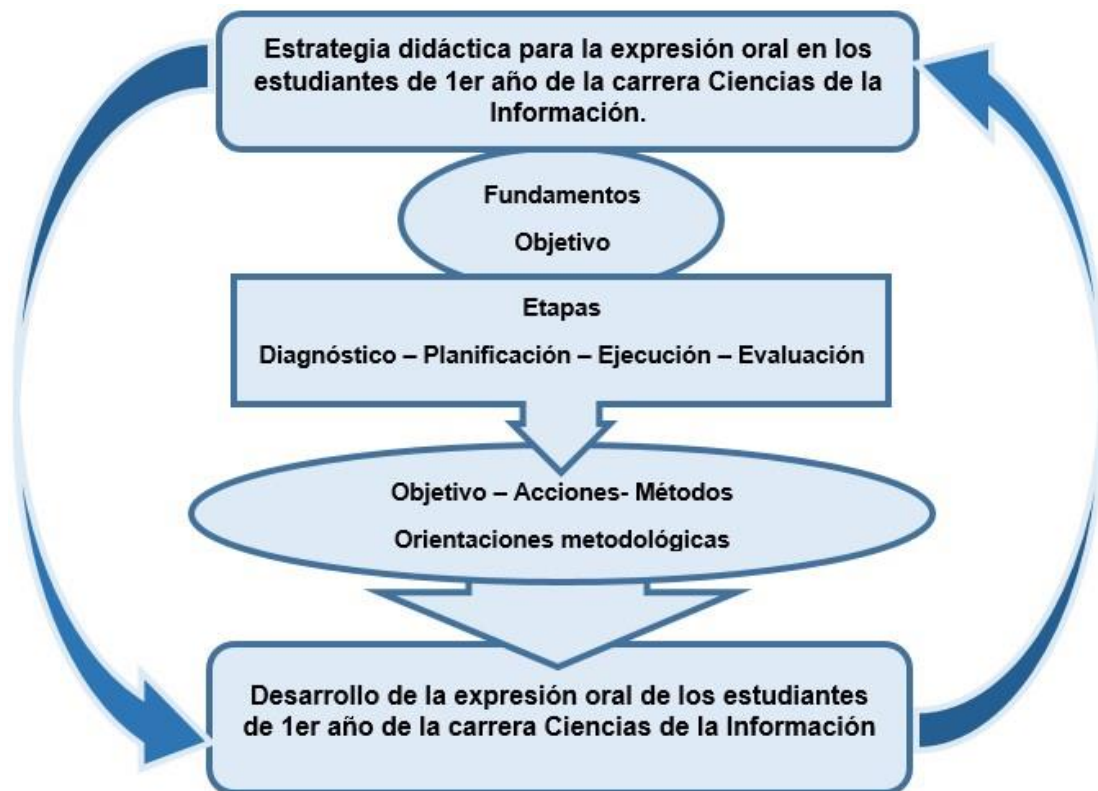 Estrategia didáctica para la expresión oral en los
estudiantes de 1er año de la carrera Ciencias de la
Información.
Fundamentos
Objetivo
Etapas
Diagnóstico – Planificación – Ejecución – Evaluación
Objetivo – Acciones- Métodos
Orientaciones metodológicas
Desarrollo de la expresión oral de los estudiantes
de 1er año de la carrera Ciencias de la Información